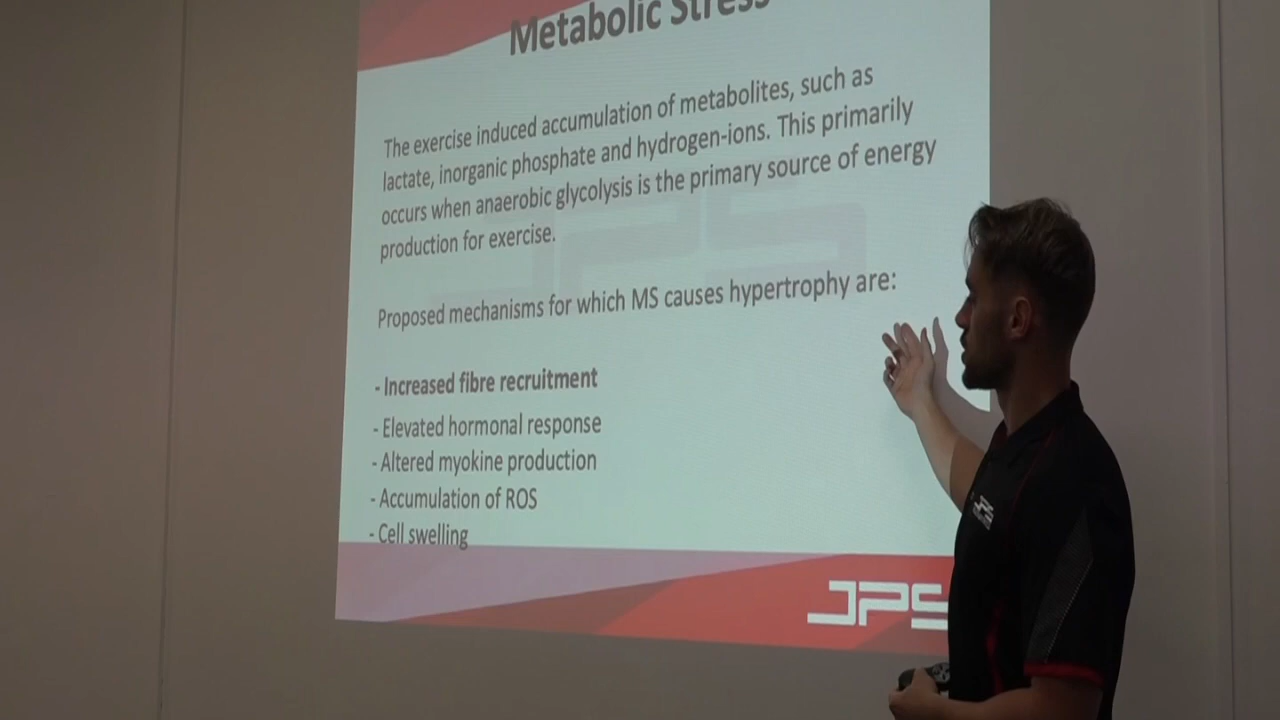 Metabolic Stress
The exercise induced accumulation of metabolites, such as
lactate, inorganic phosphate and hydrogen-ions. This primarily
occurs when anaerobic glycolysis is the primary source of energy
production for exercise.
Proposed mechanisms for which MS causes hypertrophy are:
- Increased fibre recruitment
- Elevated hormonal response
- Altered myokine production
- Accumulation of ROS
- Cell swelling
JPS
JPS
JPS